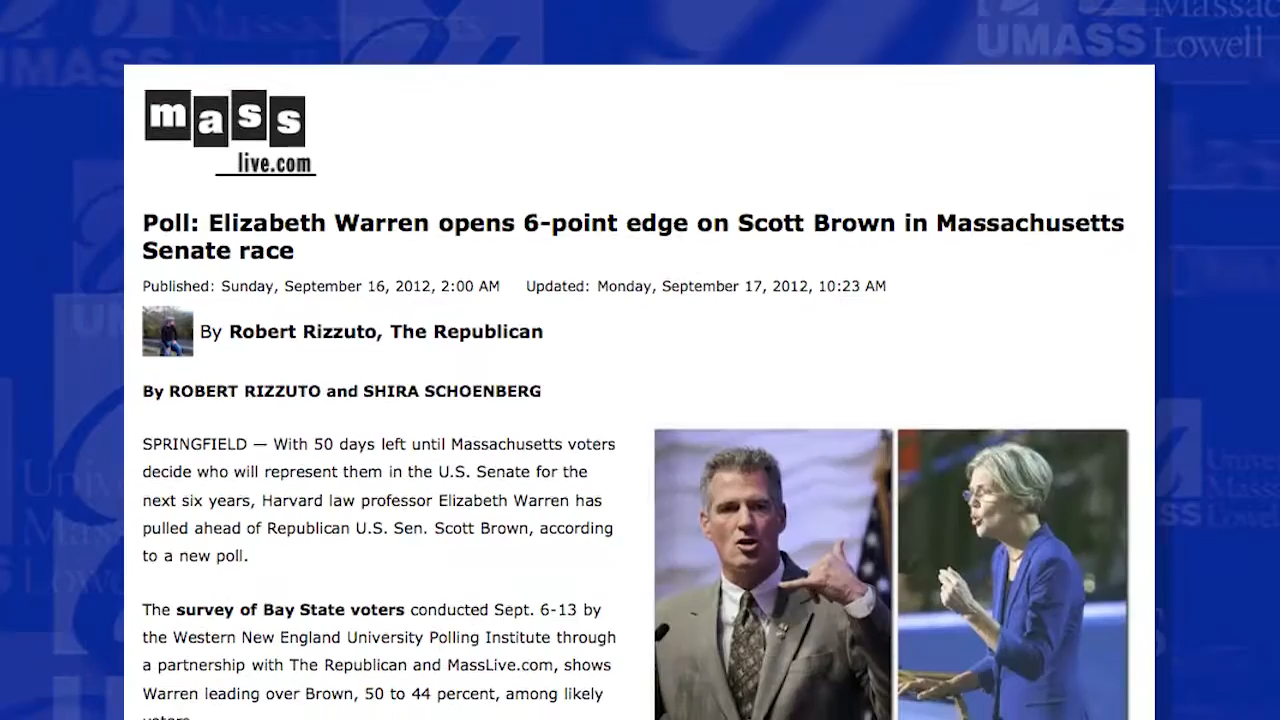 Massac
UMASS Lowell
UMASS
mass
live.com
Poll: Elizabeth Warren opens 6-point edge on Scott Brown in Massachusetts
Senate race
Published: Sunday, September 16, 2012, 2:00 AM Updated: Monday, September 17, 2012, 10:23 AM
By Robert Rizzuto, The Republican
By ROBERT RIZZUTO and SHIRA SCHOENBERG
SPRINGFIELD — With 50 days left until Massachusetts voters
decide who will represent them in the U.S. Senate for the
next six years, Harvard law professor Elizabeth Warren has
pulled ahead of Republican U.S. Sen. Scott Brown, according
to a new poll.
The survey of Bay State voters conducted Sept. 6-13 by
the Western New England University Polling Institute through
a partnership with The Republican and MassLive.com, shows
Warren leading over Brown, 50 to 44 percent, among likely
voters